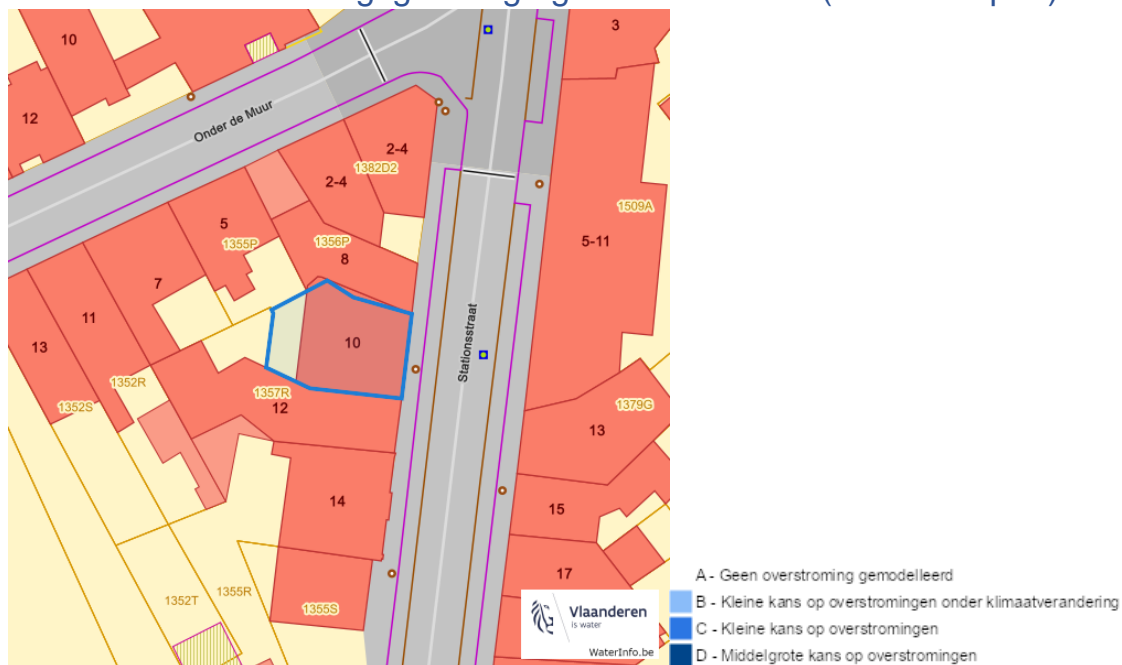 3
10
12
Onder de Muur
2-4
2-4
1382D2
1509A
5
1355P
1356P
5-11
8
7
11
13
10
Stationsstraat
1352R
1352S
1357R
12
1379G
13
14
15
17
1352T
1355R
1355S
Vlaanderen
is water
WaterInfo.be
A - Geen overstroming gemodelleerd
B - Kleine kans op overstromingen onder klimaatverandering
C - Kleine kans op overstromingen
D - Middelgrote kans op overstromingen